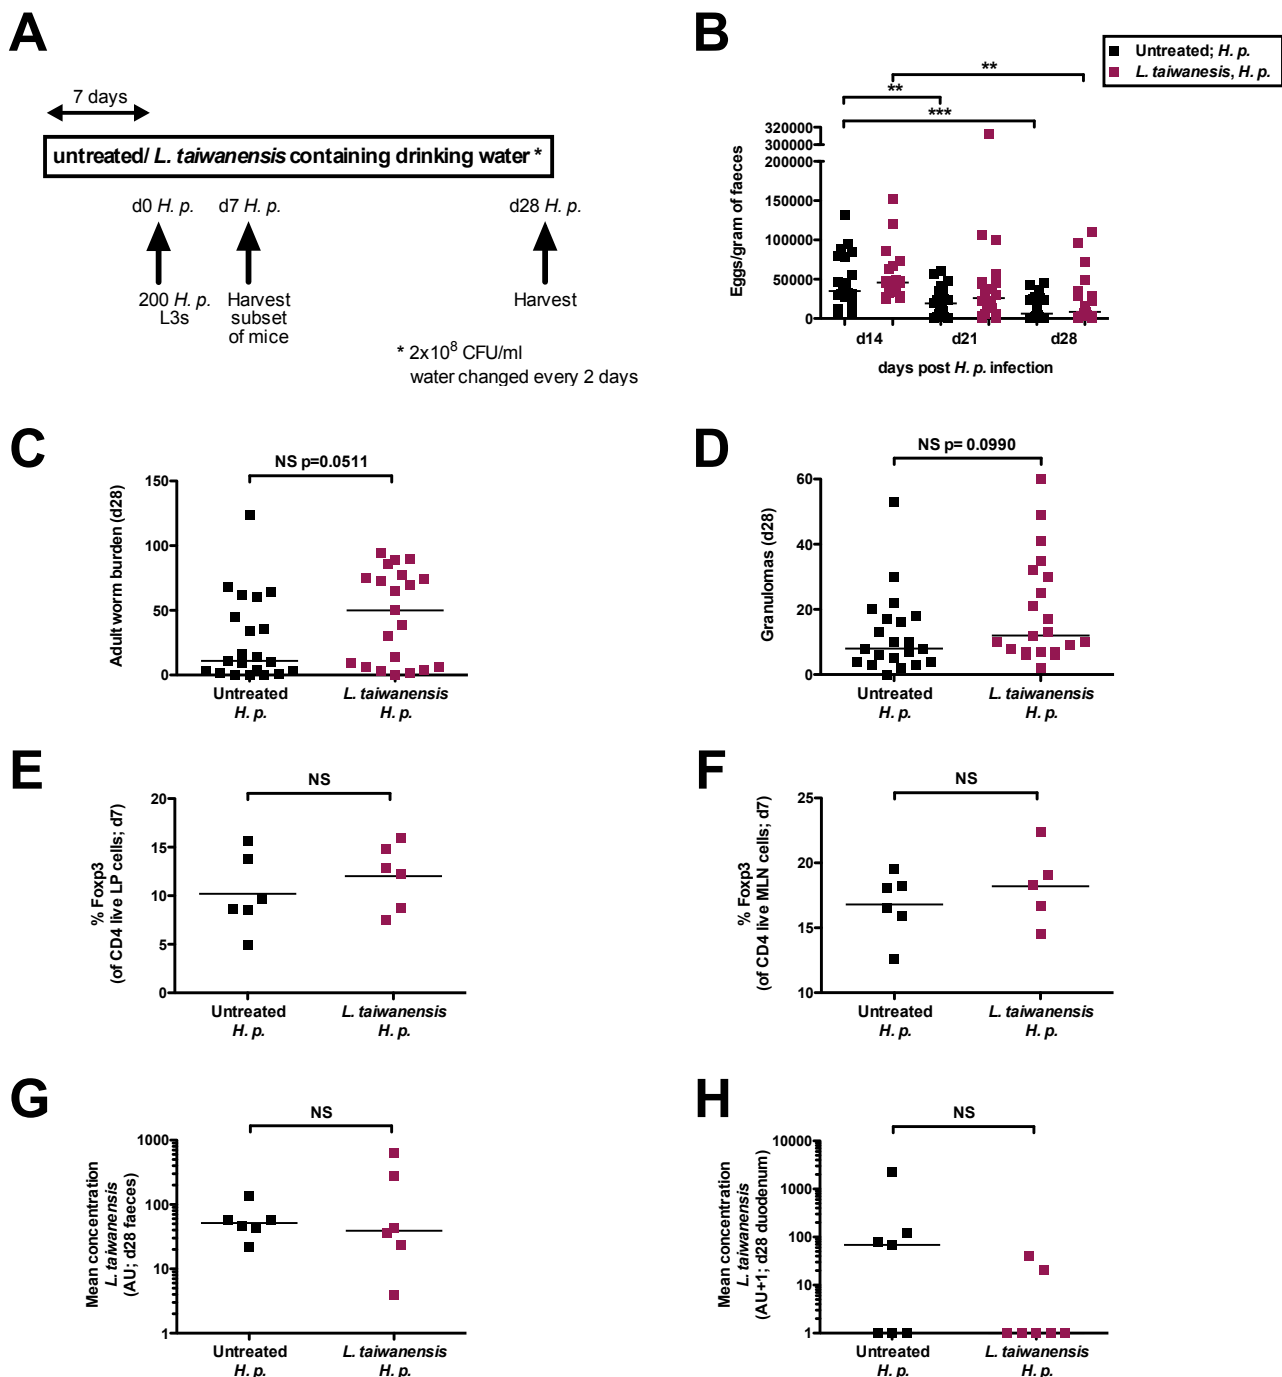 A
7 days
untreated/ L. taiwanensis containing drinking water *
d0 H. p.
d7 H. p.
d28 H. p.
200 H. p.
L3s
Harvest
subset
of mice
Harvest
* 2x10⁸ CFU/ml
water changed every 2 days
B
Untreated; H. p.
L. taiwanesis, H. p.
**
**
***
Eggs/gram of faeces
320000
300000
200000
150000
100000
50000
0
d14
d21
d28
days post H. p. infection
C
NS p=0.0511
Adult worm burden (d28)
150
100
50
0
Untreated
H. p.
L. taiwanensis
H. p.
D
NS p= 0.0990
Granulomas (d28)
60
40
20
0
Untreated
H. p.
L. taiwanensis
H. p.
E
NS
% Foxp3
(of CD4 live LP cells; d7)
20
15
10
5
0
Untreated
H. p.
L. taiwanensis
H. p.
F
NS
% Foxp3
(of CD4 live MLN cells; d7)
25
20
15
10
Untreated
H. p.
L. taiwanensis
H. p.
G
NS
Mean concentration
L. taiwanensis
(AU; d28 faeces)
1000
100
10
1
Untreated
H. p.
L. taiwanensis
H. p.
H
NS
Mean concentration
L. taiwanensis
(AU+1; d28 duodenum)
10000
1000
100
10
1
Untreated
H. p.
L. taiwanensis
H. p.